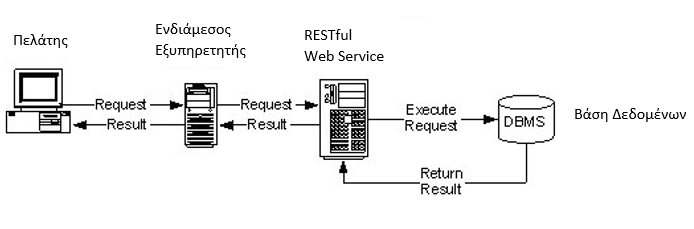 Πελάτης
Ενδιάμεσος
Εξυπηρετητής
RESTful
Web Service
Request
Result
Request
Result
Execute
Request
DBMS
Βάση Δεδομένων
Return
Result